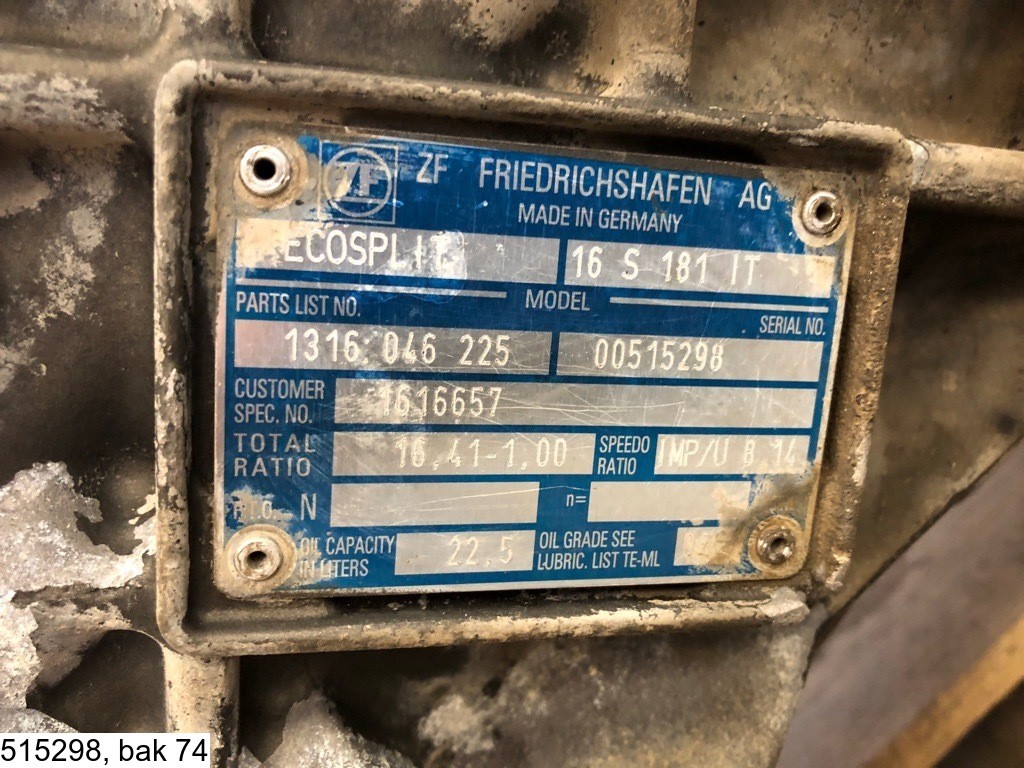 ZF ZF FRIEDRICHSHAFEN AG
MADE IN GERMANY
ECOSPLIT 16 S 181 IT
PARTS LIST NO. MODEL SERIAL NO.
1316 046 225 00515298
CUSTOMER SPEC. NO. 1616657
TOTAL RATIO 16,41-1,00 SPEEDO RATIO IMP/U 8,14
P.T.O. N n=
OIL CAPACITY IN LITERS 22,5 OIL GRADE SEE LUBRIC. LIST TE-ML
515298, bak 74